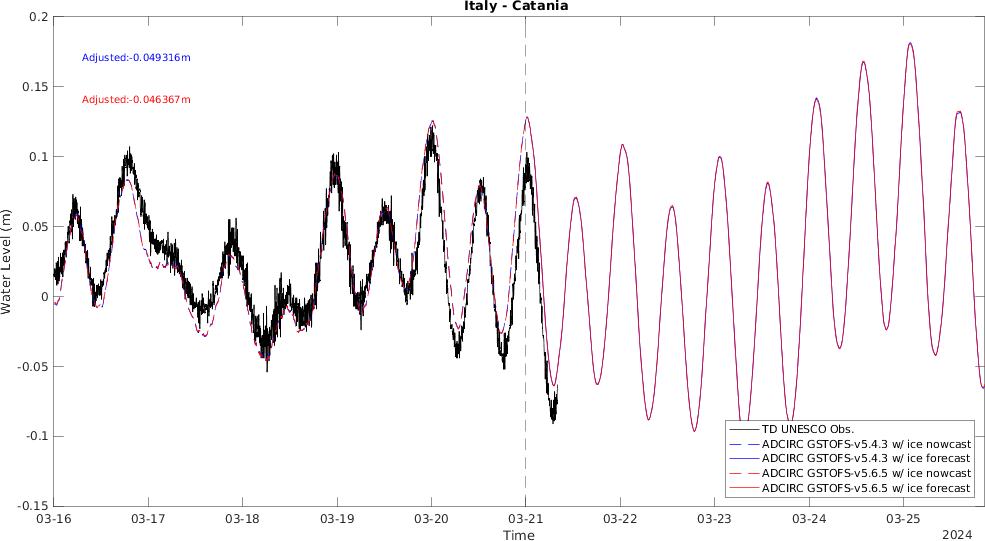 Italy - Catania
Adjusted:-0.049316m
Adjusted:-0.046367m
Water Level (m)
0.2
0.15
0.1
0.05
0
-0.05
-0.1
-0.15
03-16 03-17 03-18 03-19 03-20 03-21 03-22 03-23 03-24 03-25
Time
2024
TD UNESCO Obs.
ADCIRC GSTOFS-v5.4.3 w/ ice nowcast
ADCIRC GSTOFS-v5.4.3 w/ ice forecast
ADCIRC GSTOFS-v5.6.5 w/ ice nowcast
ADCIRC GSTOFS-v5.6.5 w/ ice forecast